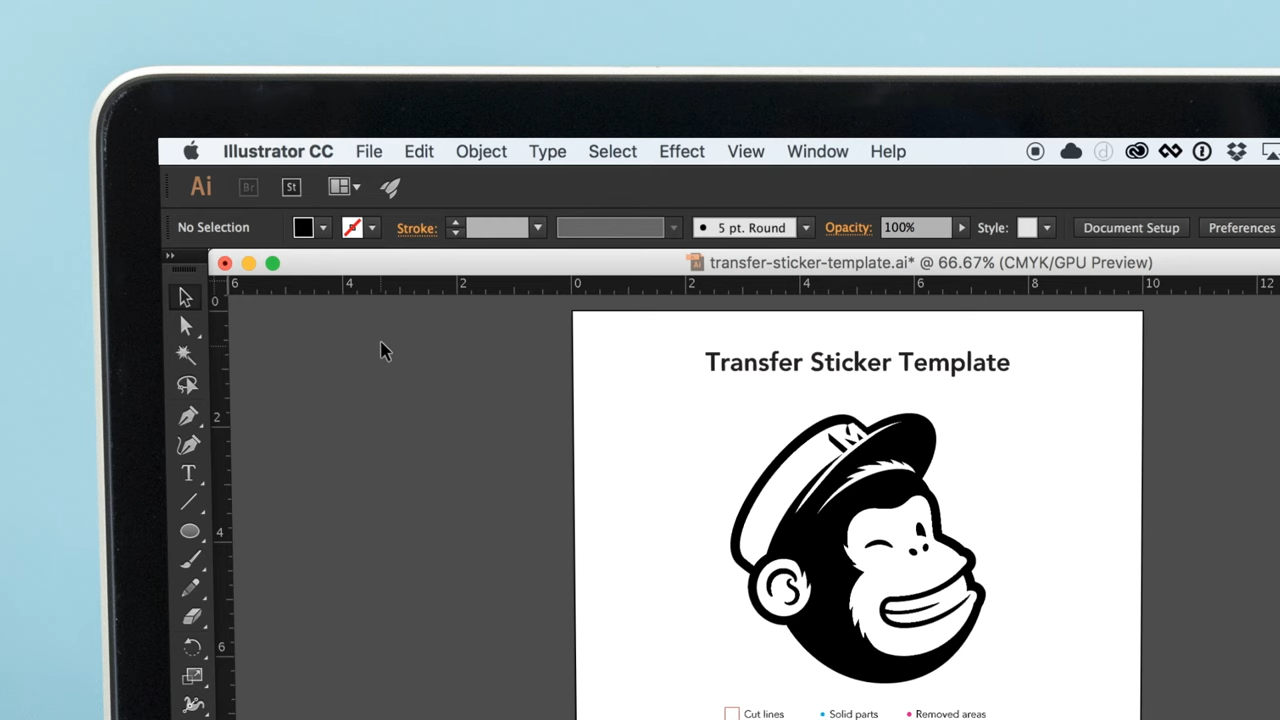 Illustrator CC File Edit Object Type Select Effect View Window Help
Ai Br St
No Selection Stroke: 5 pt. Round Opacity: 100% Style: Document Setup Preferences
transfer-sticker-template.ai* @ 66.67% (CMYK/GPU Preview)
6 4 2 0 2 4 6 8 10 12
0
2
4
6
Transfer Sticker Template
M
Cut lines Solid parts Removed areas